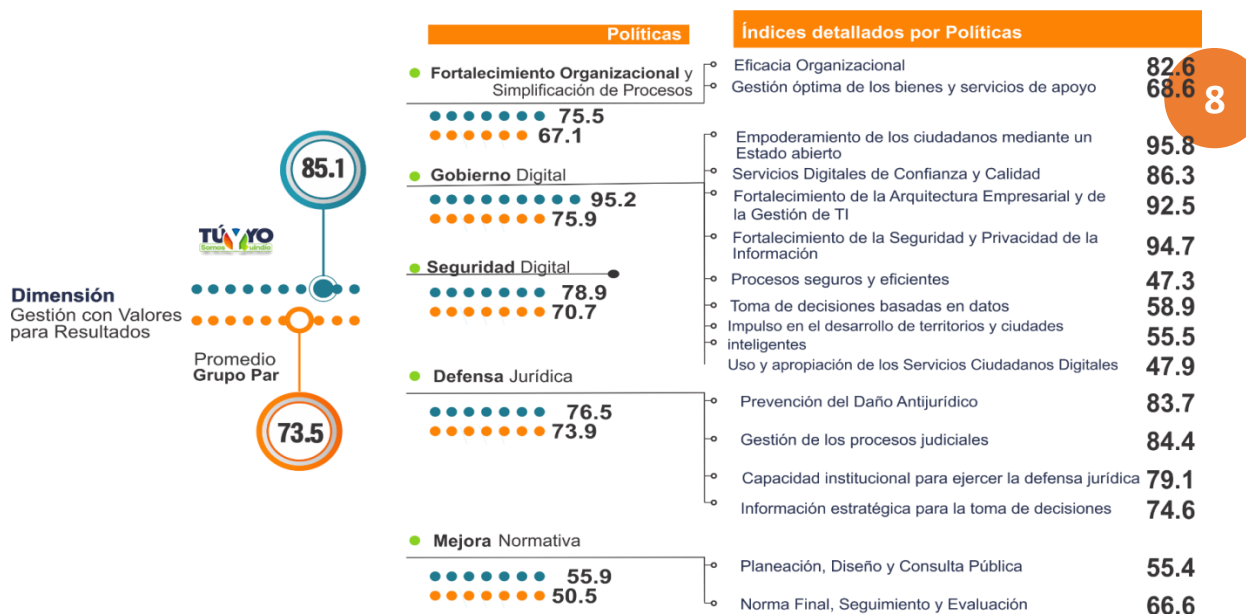 Políticas
Índices detallados por Políticas
8
Fortalecimiento Organizacional y
Simplificación de Procesos
75.5
67.1
Eficacia Organizacional
82.6
Gestión óptima de los bienes y servicios de apoyo
68.6
85.1
TÚ Y YO
Somos
Dimensión
Gestión con Valores
para Resultados
Promedio
Grupo Par
73.5
Gobierno Digital
95.2
75.9
Empoderamiento de los ciudadanos mediante un
Estado abierto
95.8
Servicios Digitales de Confianza y Calidad
86.3
Fortalecimiento de la Arquitectura Empresarial y de
la Gestión de TI
92.5
Fortalecimiento de la Seguridad y Privacidad de la
Información
94.7
Procesos seguros y eficientes
47.3
Toma de decisiones basadas en datos
58.9
Impulso en el desarrollo de territorios y ciudades
inteligentes
55.5
Uso y apropiación de los Servicios Ciudadanos Digitales
47.9
Seguridad Digital
78.9
70.7
Defensa Jurídica
76.5
73.9
Prevención del Daño Antijurídico
83.7
Gestión de los procesos judiciales
84.4
Capacidad institucional para ejercer la defensa jurídica
79.1
Información estratégica para la toma de decisiones
74.6
Mejora Normativa
55.9
50.5
Planeación, Diseño y Consulta Pública
55.4
Norma Final, Seguimiento y Evaluación
66.6